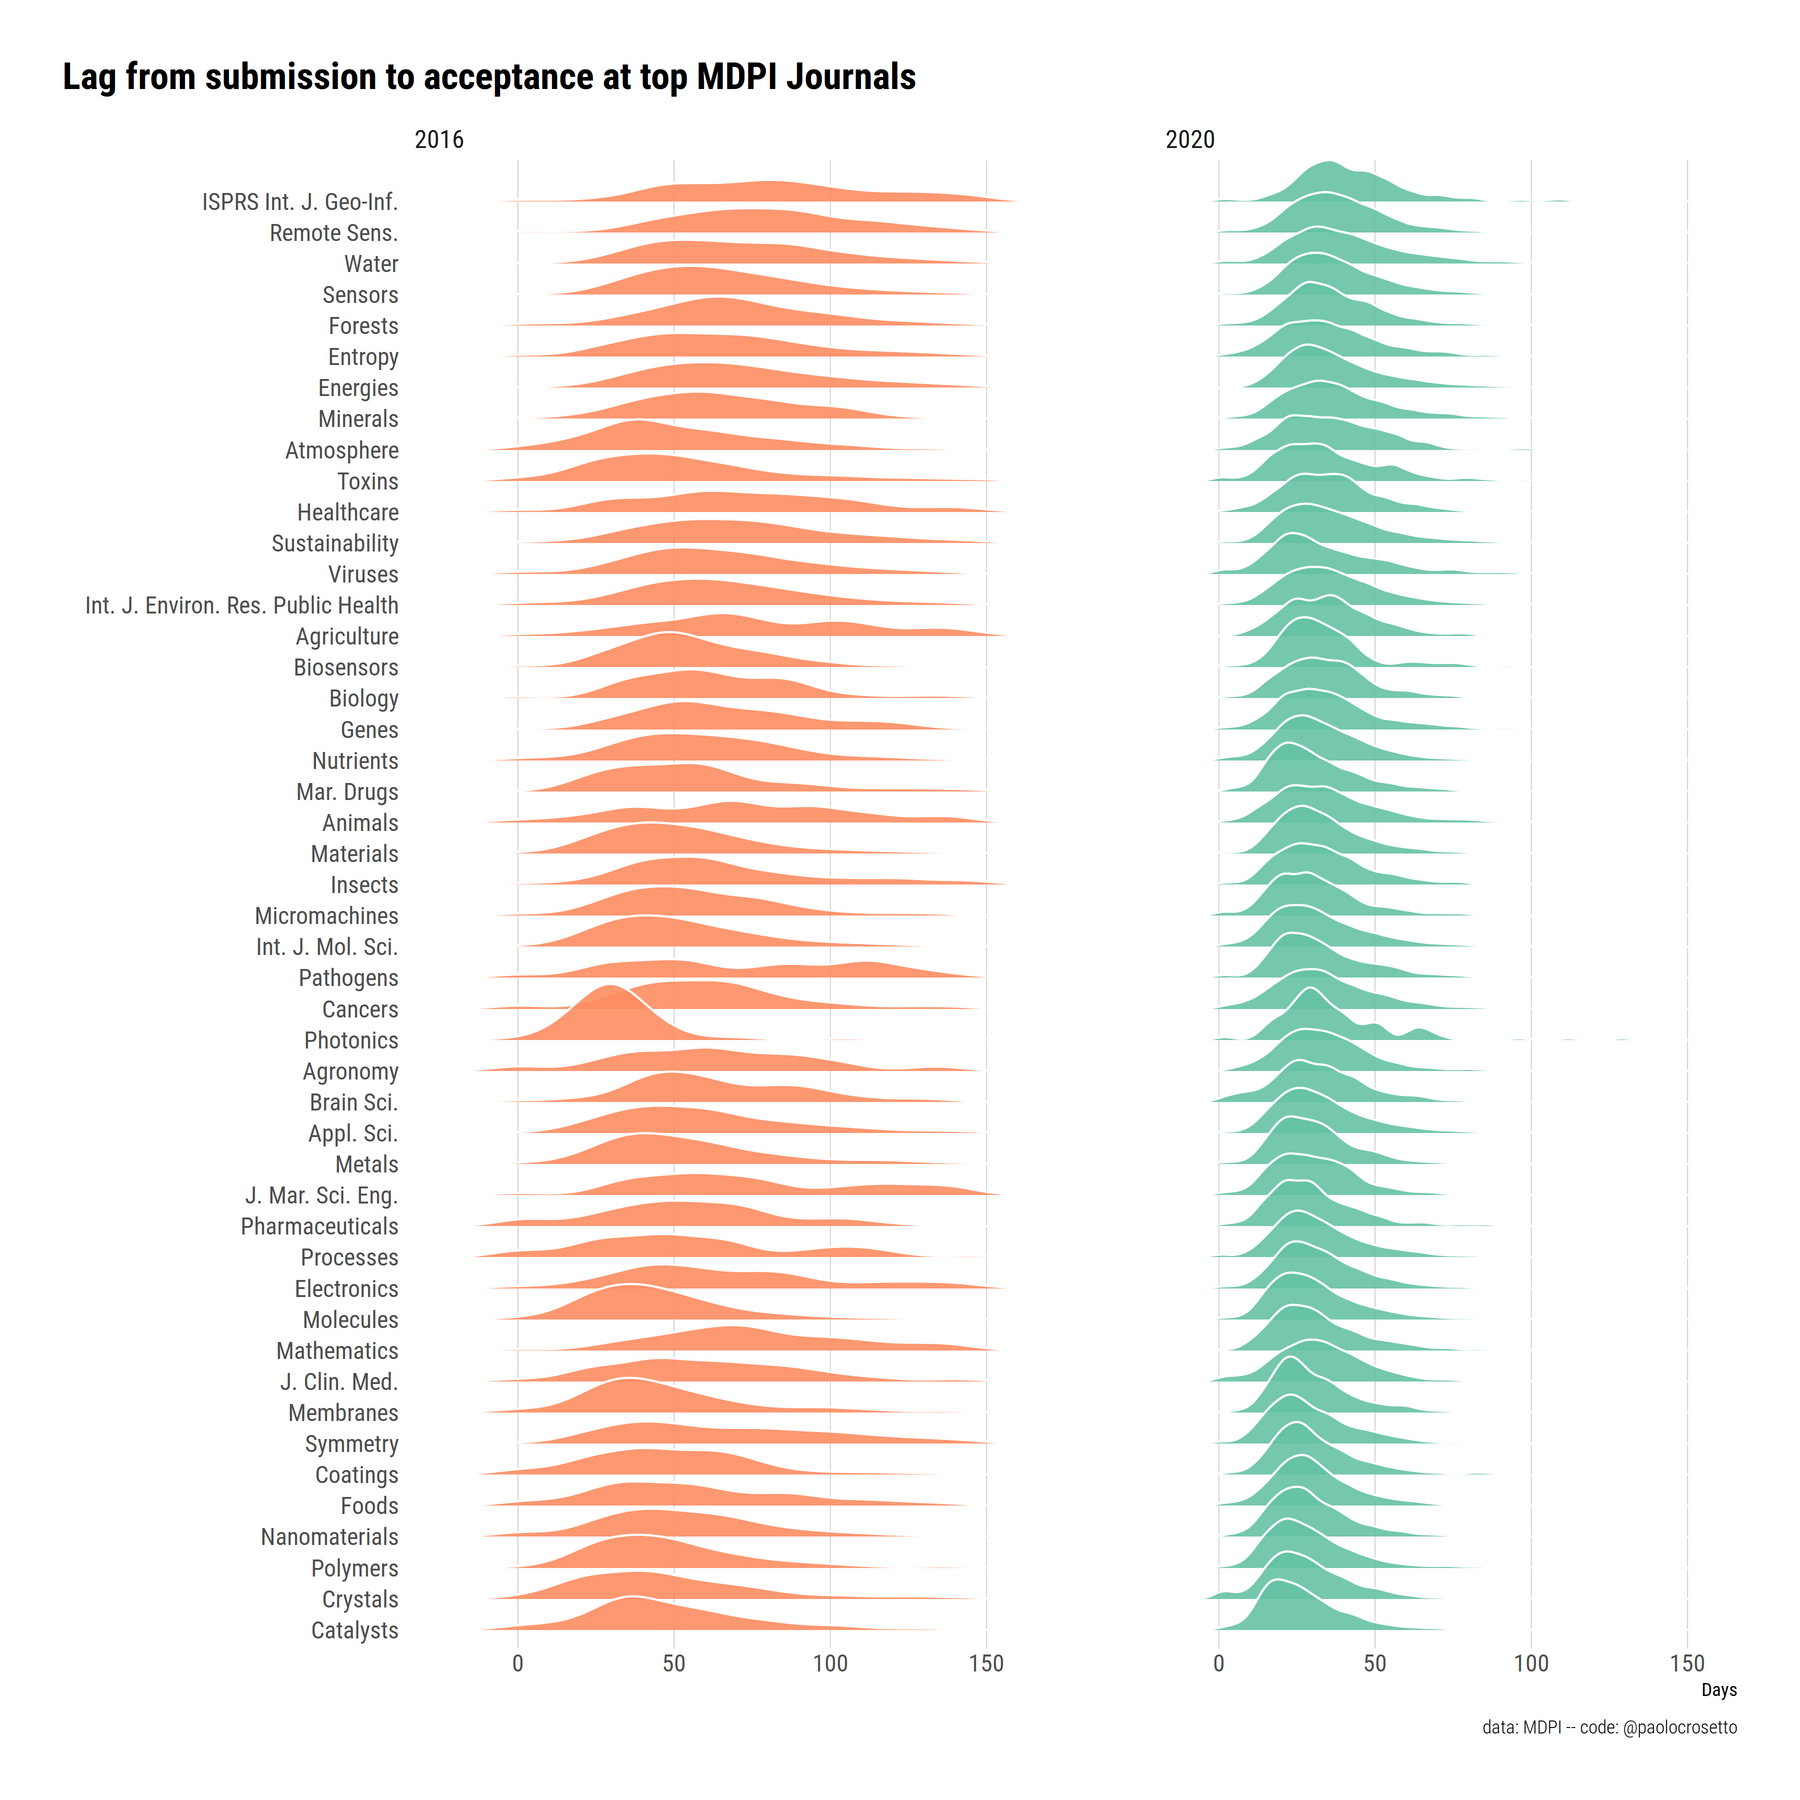 Lag from submission to acceptance at top MDPI Journals
2016 2020
ISPRS Int. J. Geo-Inf.
Remote Sens.
Water
Sensors
Forests
Entropy
Energies
Minerals
Atmosphere
Toxins
Healthcare
Sustainability
Viruses
Int. J. Environ. Res. Public Health
Agriculture
Biosensors
Biology
Genes
Nutrients
Mar. Drugs
Animals
Materials
Insects
Micromachines
Int. J. Mol. Sci.
Pathogens
Cancers
Photonics
Agronomy
Brain Sci.
Appl. Sci.
Metals
J. Mar. Sci. Eng.
Pharmaceuticals
Processes
Electronics
Molecules
Mathematics
J. Clin. Med.
Membranes
Symmetry
Coatings
Foods
Nanomaterials
Polymers
Crystals
Catalysts
0 50 100 150 0 50 100 150
Days
data: MDPI -- code: @paolocrosetto